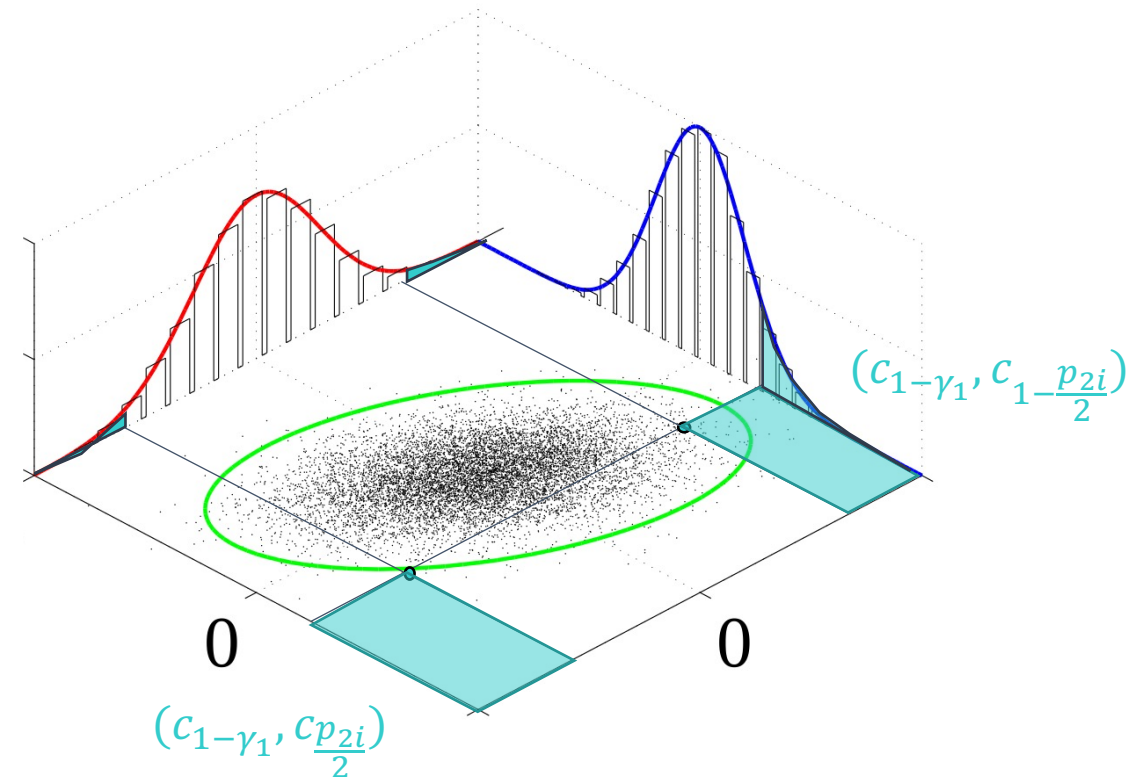 (c_{1-γ_1}, c_{1-\frac{p_{2i}}{2}})
0
0
(c_{1-γ_1}, c_{\frac{p_{2i}}{2}})